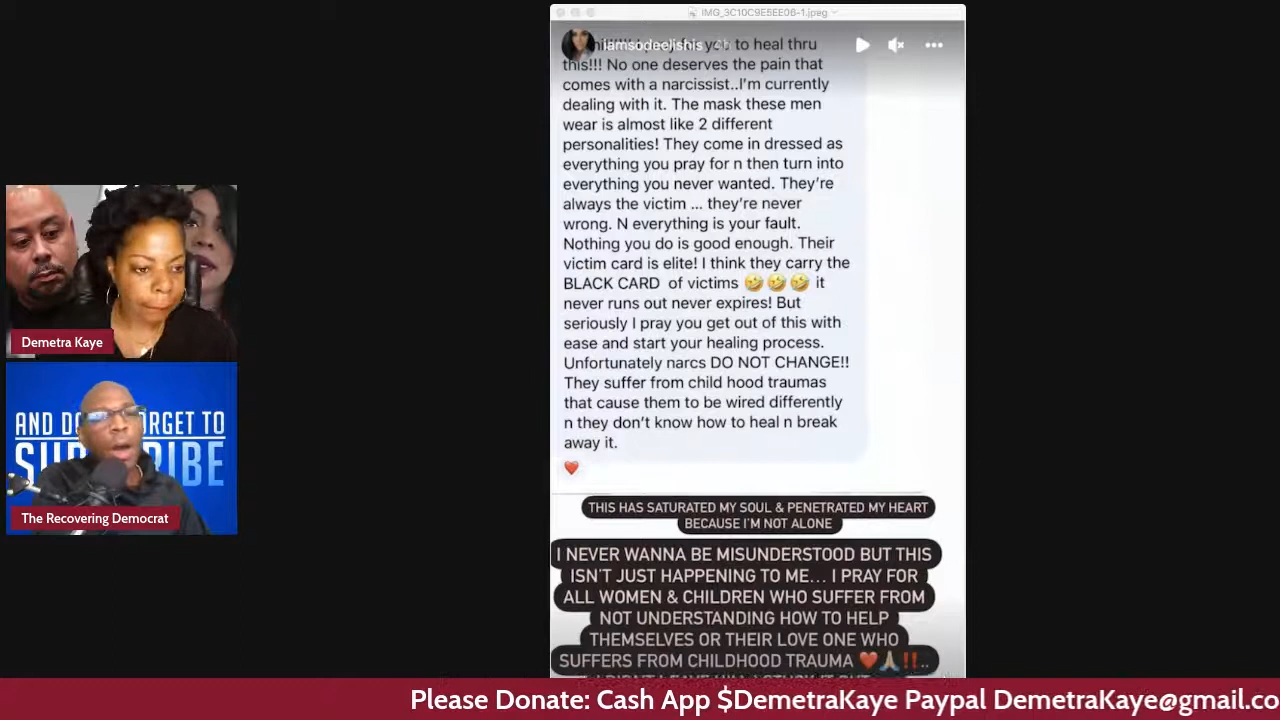 IMG_3C10C9E5EE06-1.jpeg
iamsodeelishis
you to heal thru
this!!! No one deserves the pain that
comes with a narcissist..I'm currently
dealing with it. The mask these men
wear is almost like 2 different
personalities! They come in dressed as
everything you pray for n then turn into
everything you never wanted. They're
always the victim ... they're never
wrong. N everything is your fault.
Nothing you do is good enough. Their
victim card is elite! I think they carry the
BLACK CARD of victims 🤣🤣🤣 it
never runs out never expires! But
seriously I pray you get out of this with
ease and start your healing process.
Unfortunately narcs DO NOT CHANGE!!
They suffer from child hood traumas
that cause them to be wired differently
n they don't know how to heal n break
away it.
❤️
THIS HAS SATURATED MY SOUL & PENETRATED MY HEART
BECAUSE I'M NOT ALONE
I NEVER WANNA BE MISUNDERSTOOD BUT THIS
ISN'T JUST HAPPENING TO ME... I PRAY FOR
ALL WOMEN & CHILDREN WHO SUFFER FROM
NOT UNDERSTANDING HOW TO HELP
THEMSELVES OR THEIR LOVE ONE WHO
SUFFERS FROM CHILDHOOD TRAUMA ❤️🙏🏽‼️..
Demetra Kaye
AND DO FORGET TO
SUBSCRIBE
The Recovering Democrat
Please Donate: Cash App $DemetraKaye Paypal DemetraKaye@gmail.co